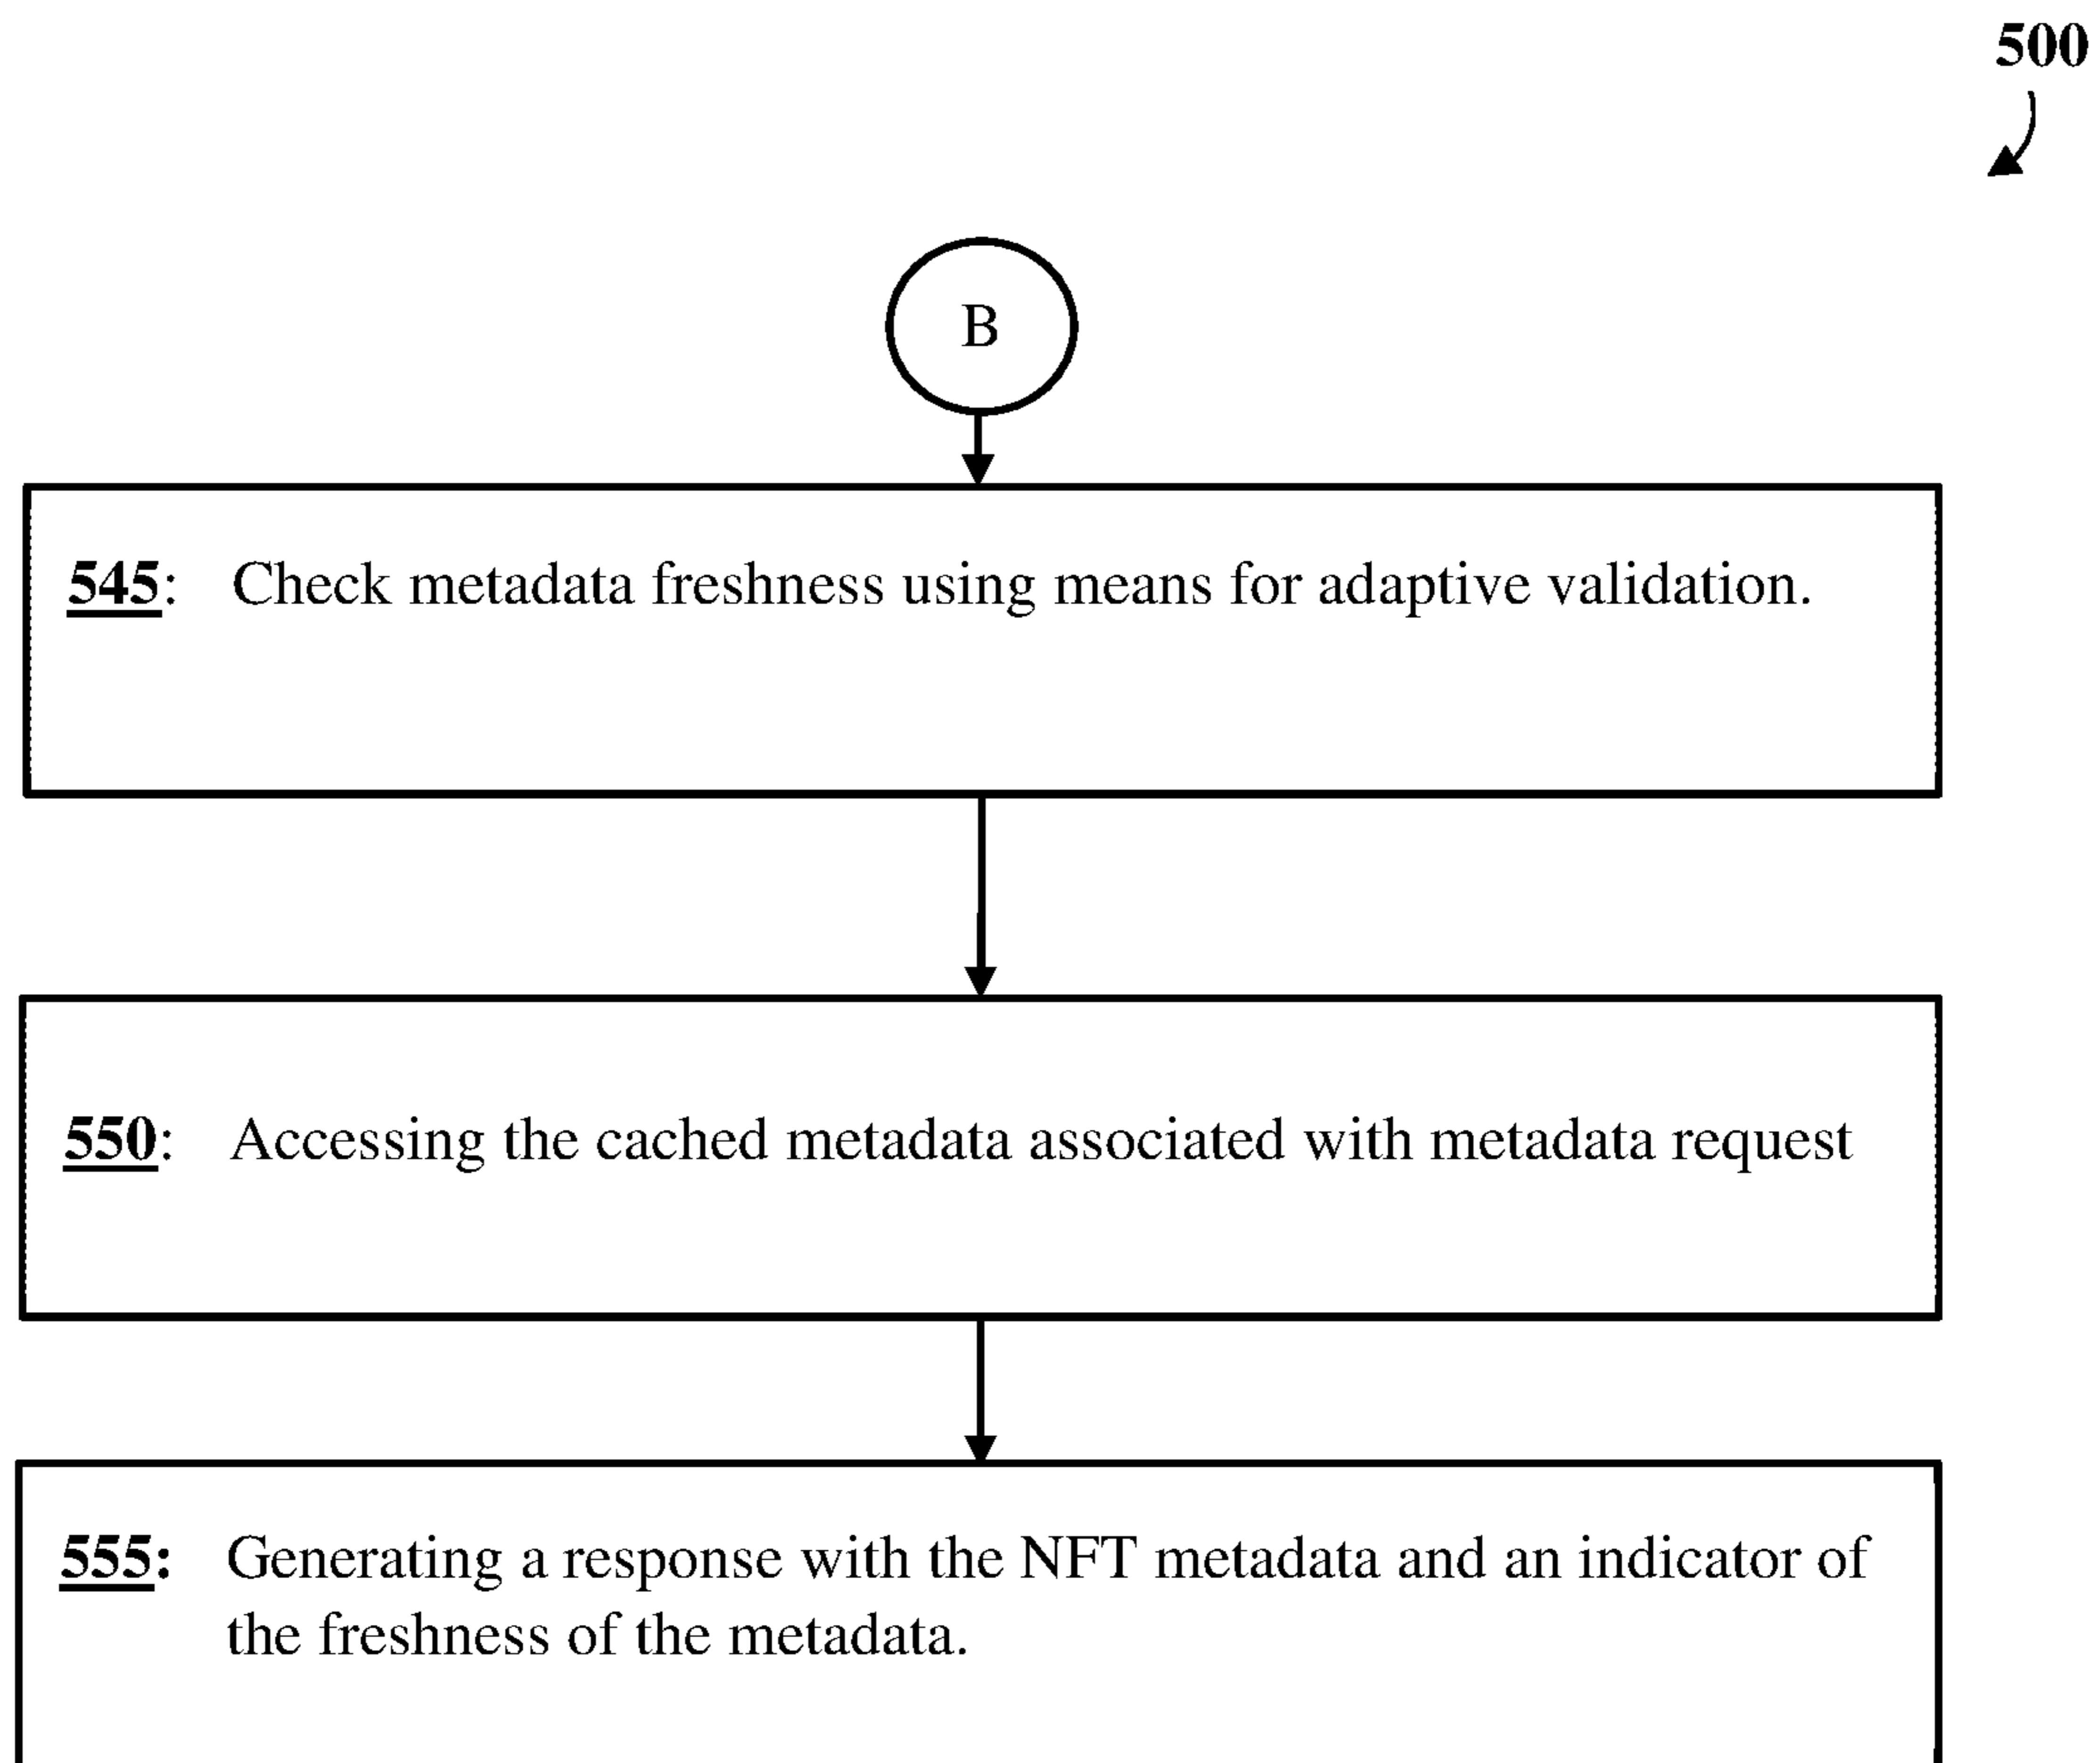 500
B
545: Check metadata freshness using means for adaptive validation.
550: Accessing the cached metadata associated with metadata request
555: Generating a response with the NFT metadata and an indicator of
the freshness of the metadata.